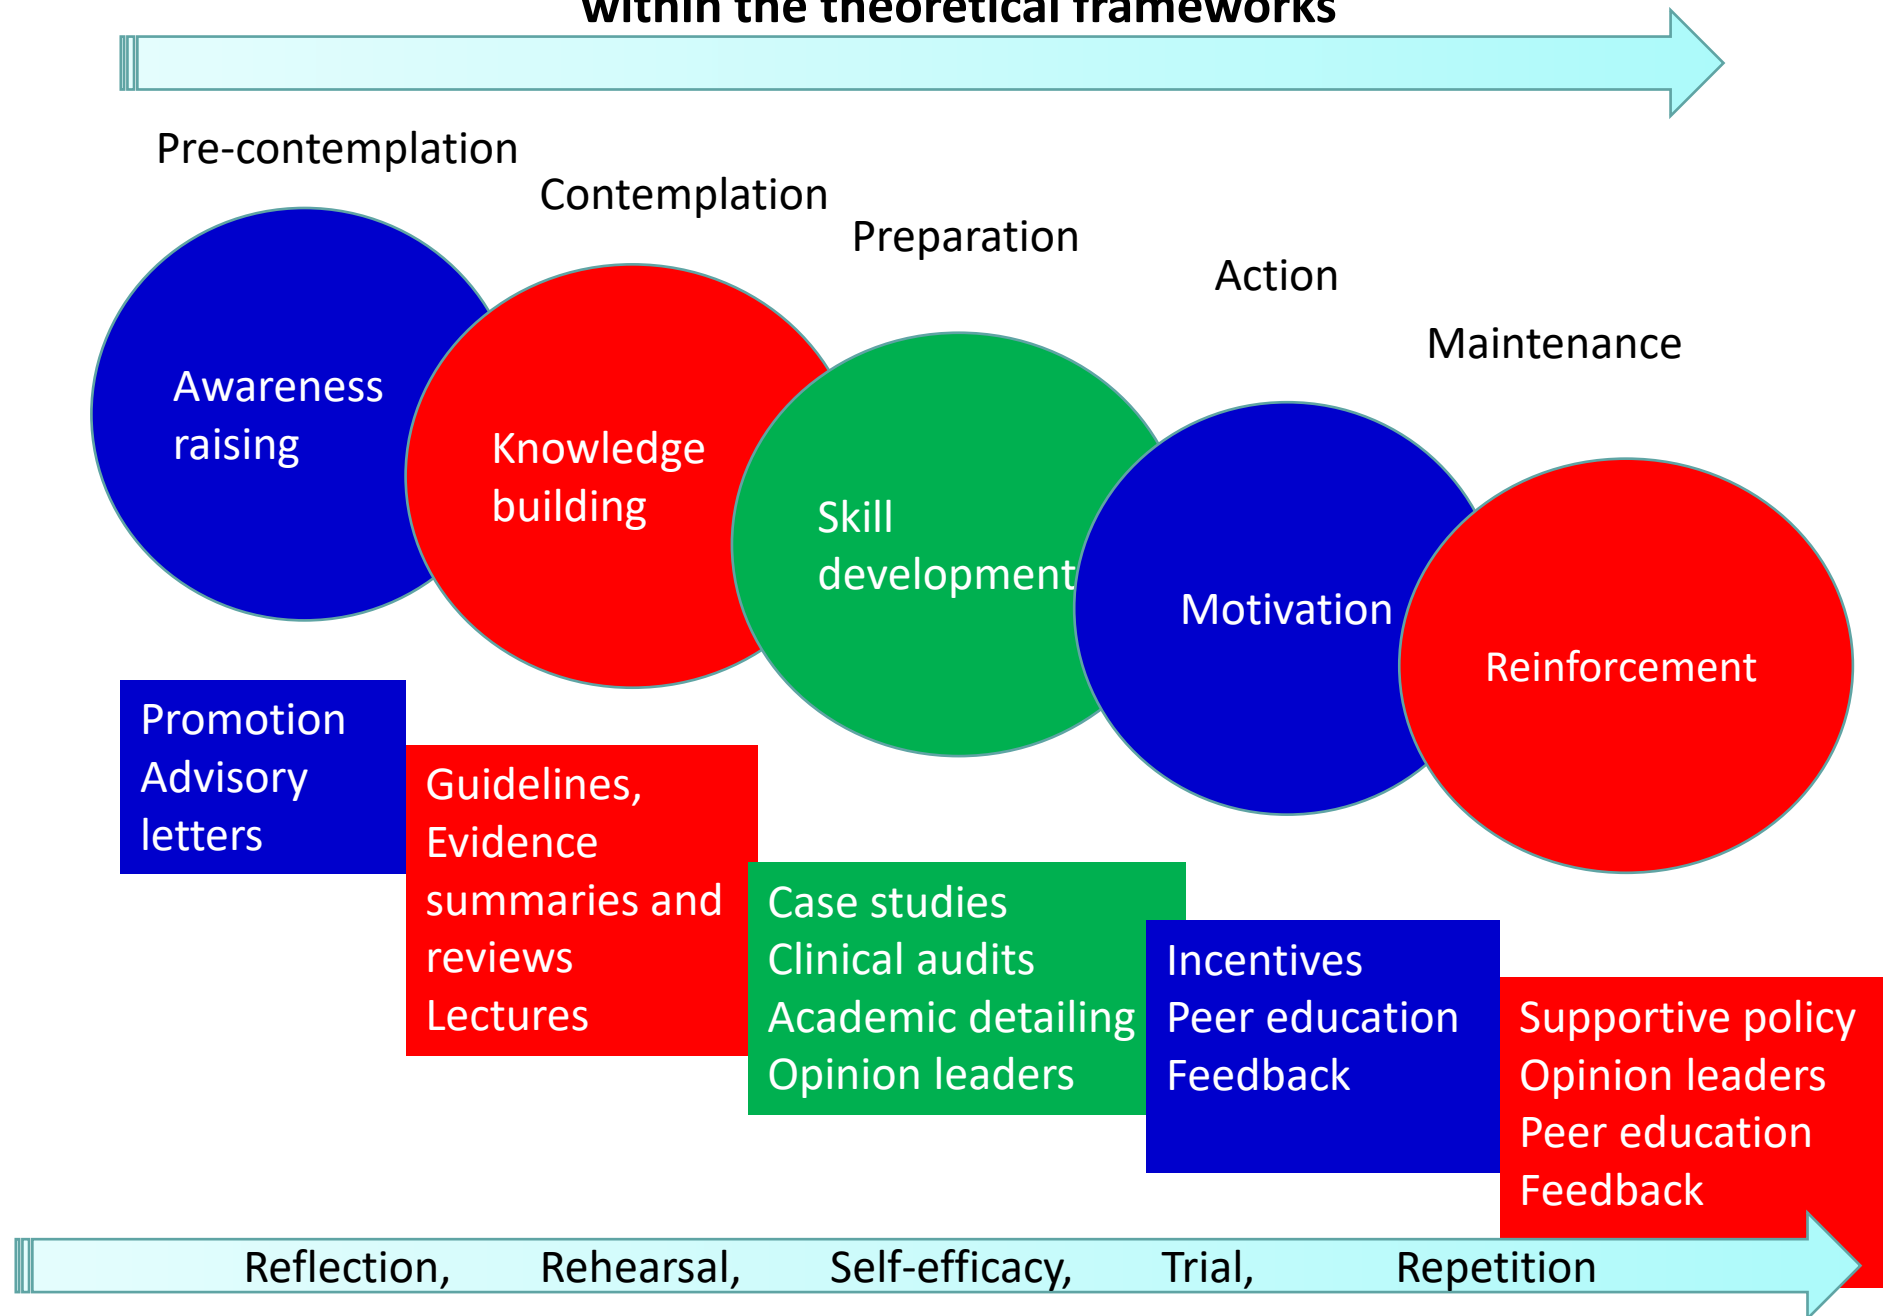 within the theoretical frameworks
Pre-contemplation
Contemplation
Preparation
Action
Maintenance
Awareness
raising
Knowledge
building
Skill
development
Motivation
Reinforcement
Promotion
Advisory
letters
Guidelines,
Evidence
summaries and
reviews
Lectures
Case studies
Clinical audits
Academic detailing
Opinion leaders
Incentives
Peer education
Feedback
Supportive policy
Opinion leaders
Peer education
Feedback
Reflection, Rehearsal, Self-efficacy, Trial, Repetition